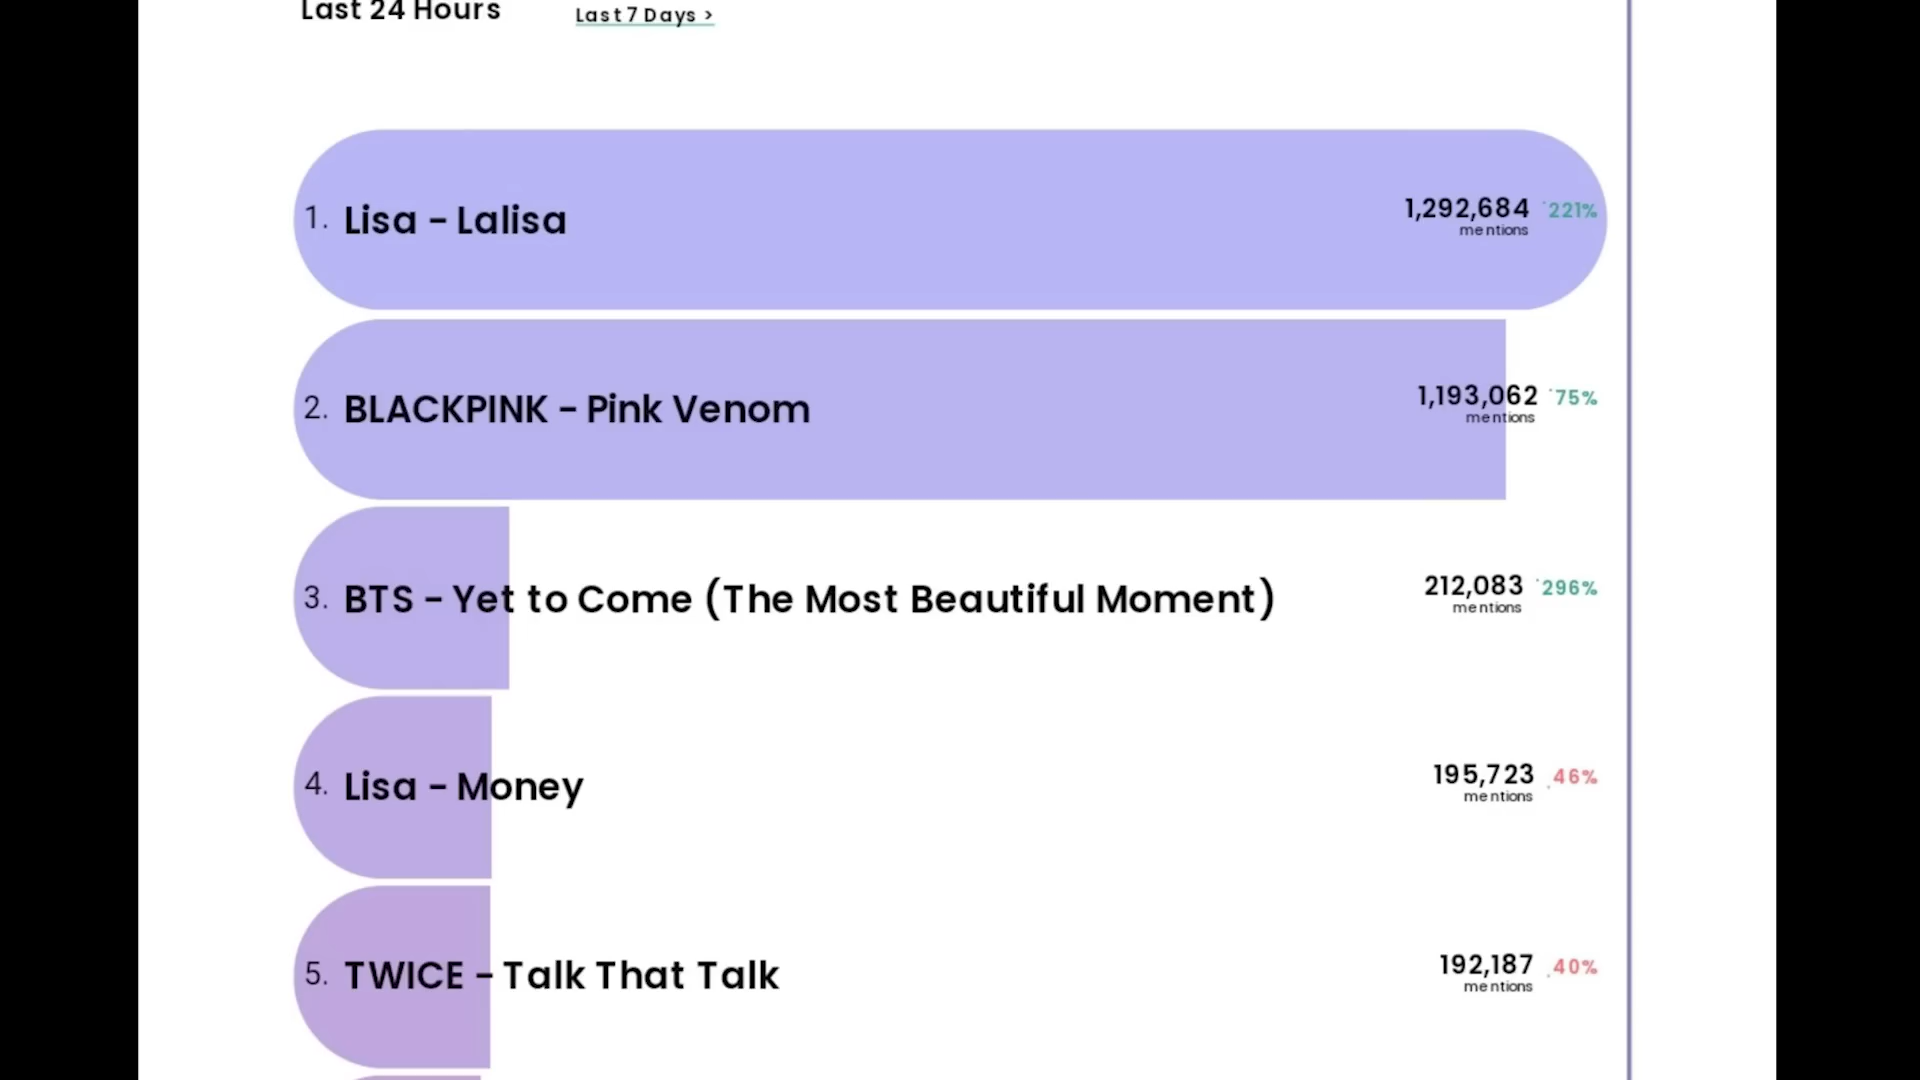 Last 24 Hours
Last 7 Days >
1. Lisa - Lalisa
1,292,684 221%
mentions
2. BLACKPINK - Pink Venom
1,193,062 75%
mentions
3. BTS - Yet to Come (The Most Beautiful Moment)
212,083 296%
mentions
4. Lisa - Money
195,723 46%
mentions
5. TWICE - Talk That Talk
192,187 40%
mentions